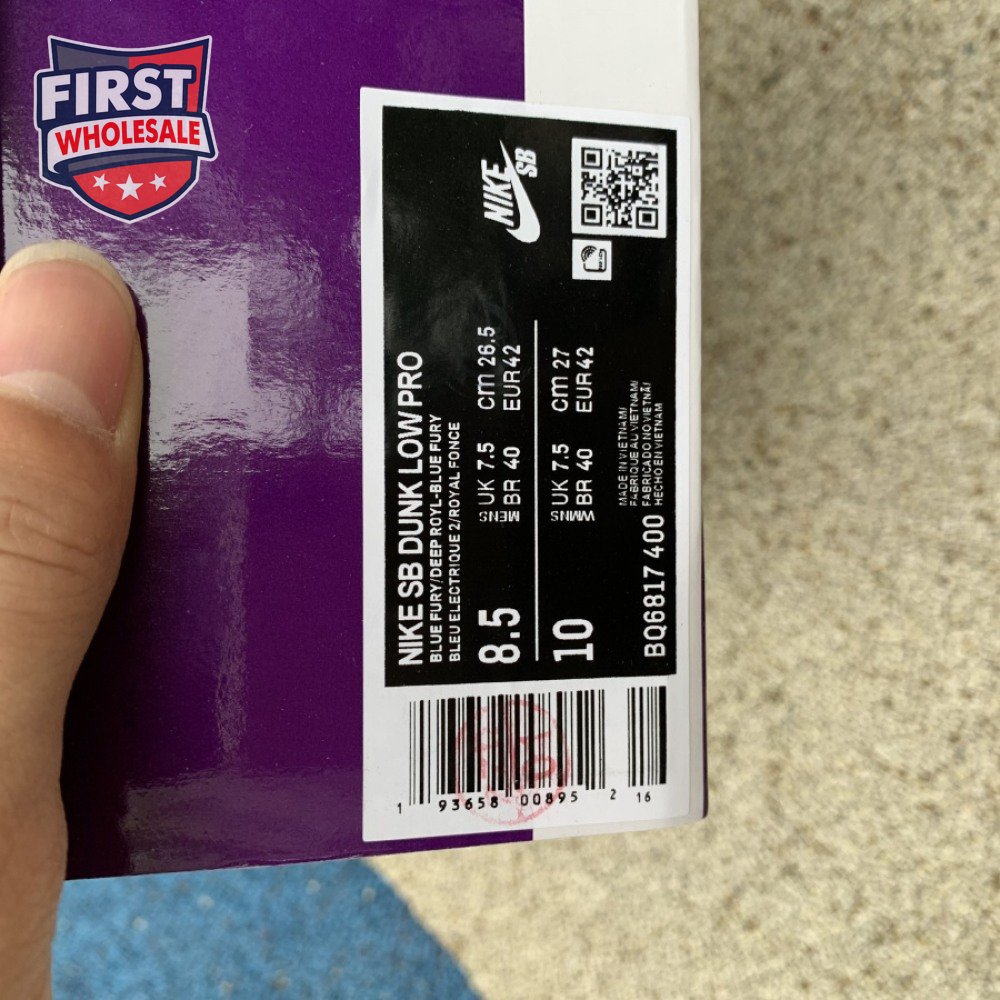 FIRST
WHOLESALE
NIKE
SB
NIKE SB DUNK LOW PRO
BLUE FURY/DEEP ROYL-BLUE FURY
BLEU ELECTRIQUE 2/ROYAL FONCE
8.5
MENS
UK 7.5 cm 26.5
BR 40 EUR 42
10
WMNS
UK 7.5 cm 27
BR 40 EUR 42
BQ6817 400
MADE IN VIETNAM/
FABRIQUE AU VIETNAM/
FABRICADO NO VIETNÃ/
HECHO EN VIETNAM
1 93658 00895 2 16